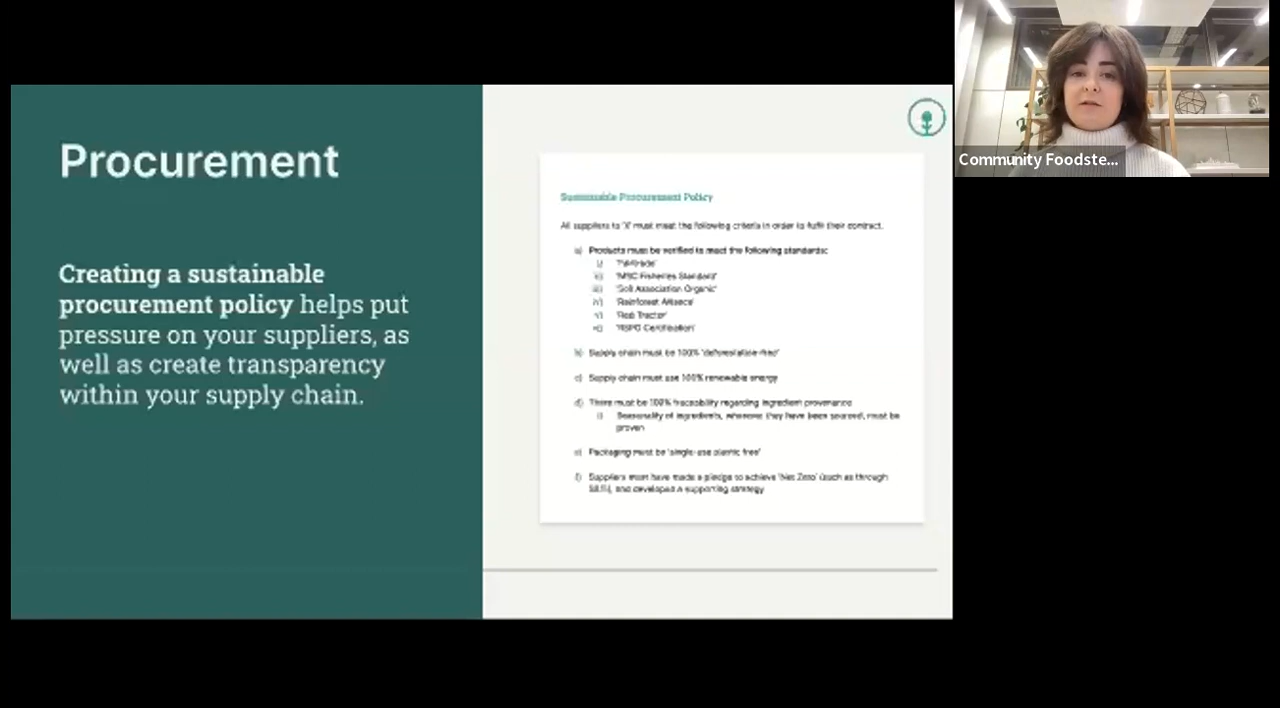 Procurement
Creating a sustainable
procurement policy helps put
pressure on your suppliers, as
well as create transparency
within your supply chain.
Sustainable Procurement Policy
All suppliers to 'X' must meet the following criteria in order to fulfil their contract.
a) Products must be verified to meet the following standards:
i) 'Fairtrade'
ii) 'MSC Fisheries Standard'
iii) 'Soil Association Organic'
iv) 'Rainforest Alliance'
v) 'Red Tractor'
vi) 'RSPO Certification'
b) Supply chain must be 100% 'deforestation-free'
c) Supply chain must use 100% renewable energy
d) There must be 100% traceability regarding ingredient provenance
i) Seasonality of ingredients, wherever they have been sourced, must be
proven
e) Packaging must be 'single-use plastic free'
f) Suppliers must have made a pledge to achieve 'Net Zero' (such as through
SBTi), and developed a supporting strategy
Community Foodste...